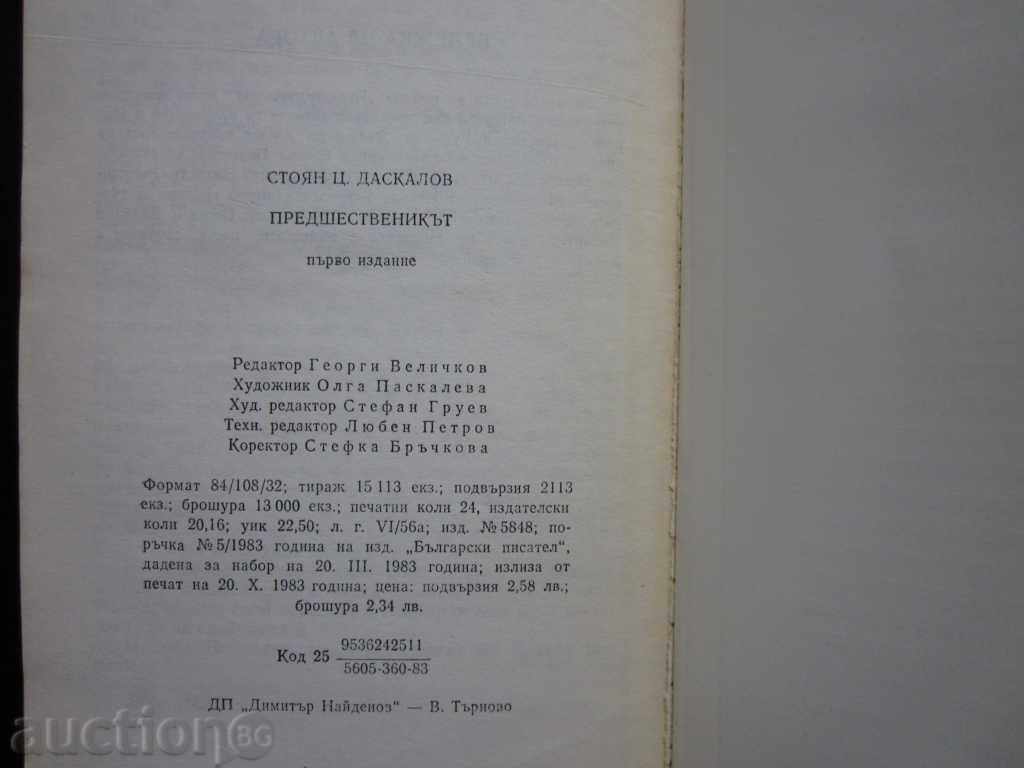 СТОЯН Ц. ДАСКАЛОВ
ПРЕДШЕСТВЕНИКЪТ
първо издание
Редактор Георги Величков
Художник Олга Паскалева
Худ. редактор Стефан Груев
Техн. редактор Любен Петров
Коректор Стефка Бръчкова
Формат 84/108/32; тираж 15 113 екз.; подвързия 2113
екз.; брошура 13 000 екз.; печатни коли 24, издателски
коли 20,16; уик 22,50; л. г. VI/56а; изд. №5848; по-
ръчка №5/1983 година на изд. „Български писател“,
дадена за набор на 20. III. 1983 година; излиза от
печат на 20. X. 1983 година; цена: подвързия 2,58 лв.;
брошура 2,34 лв.
Код 25 9536242511
5605-360-83
ДП „Димитър Найденов“ — В. Търново
auction BG